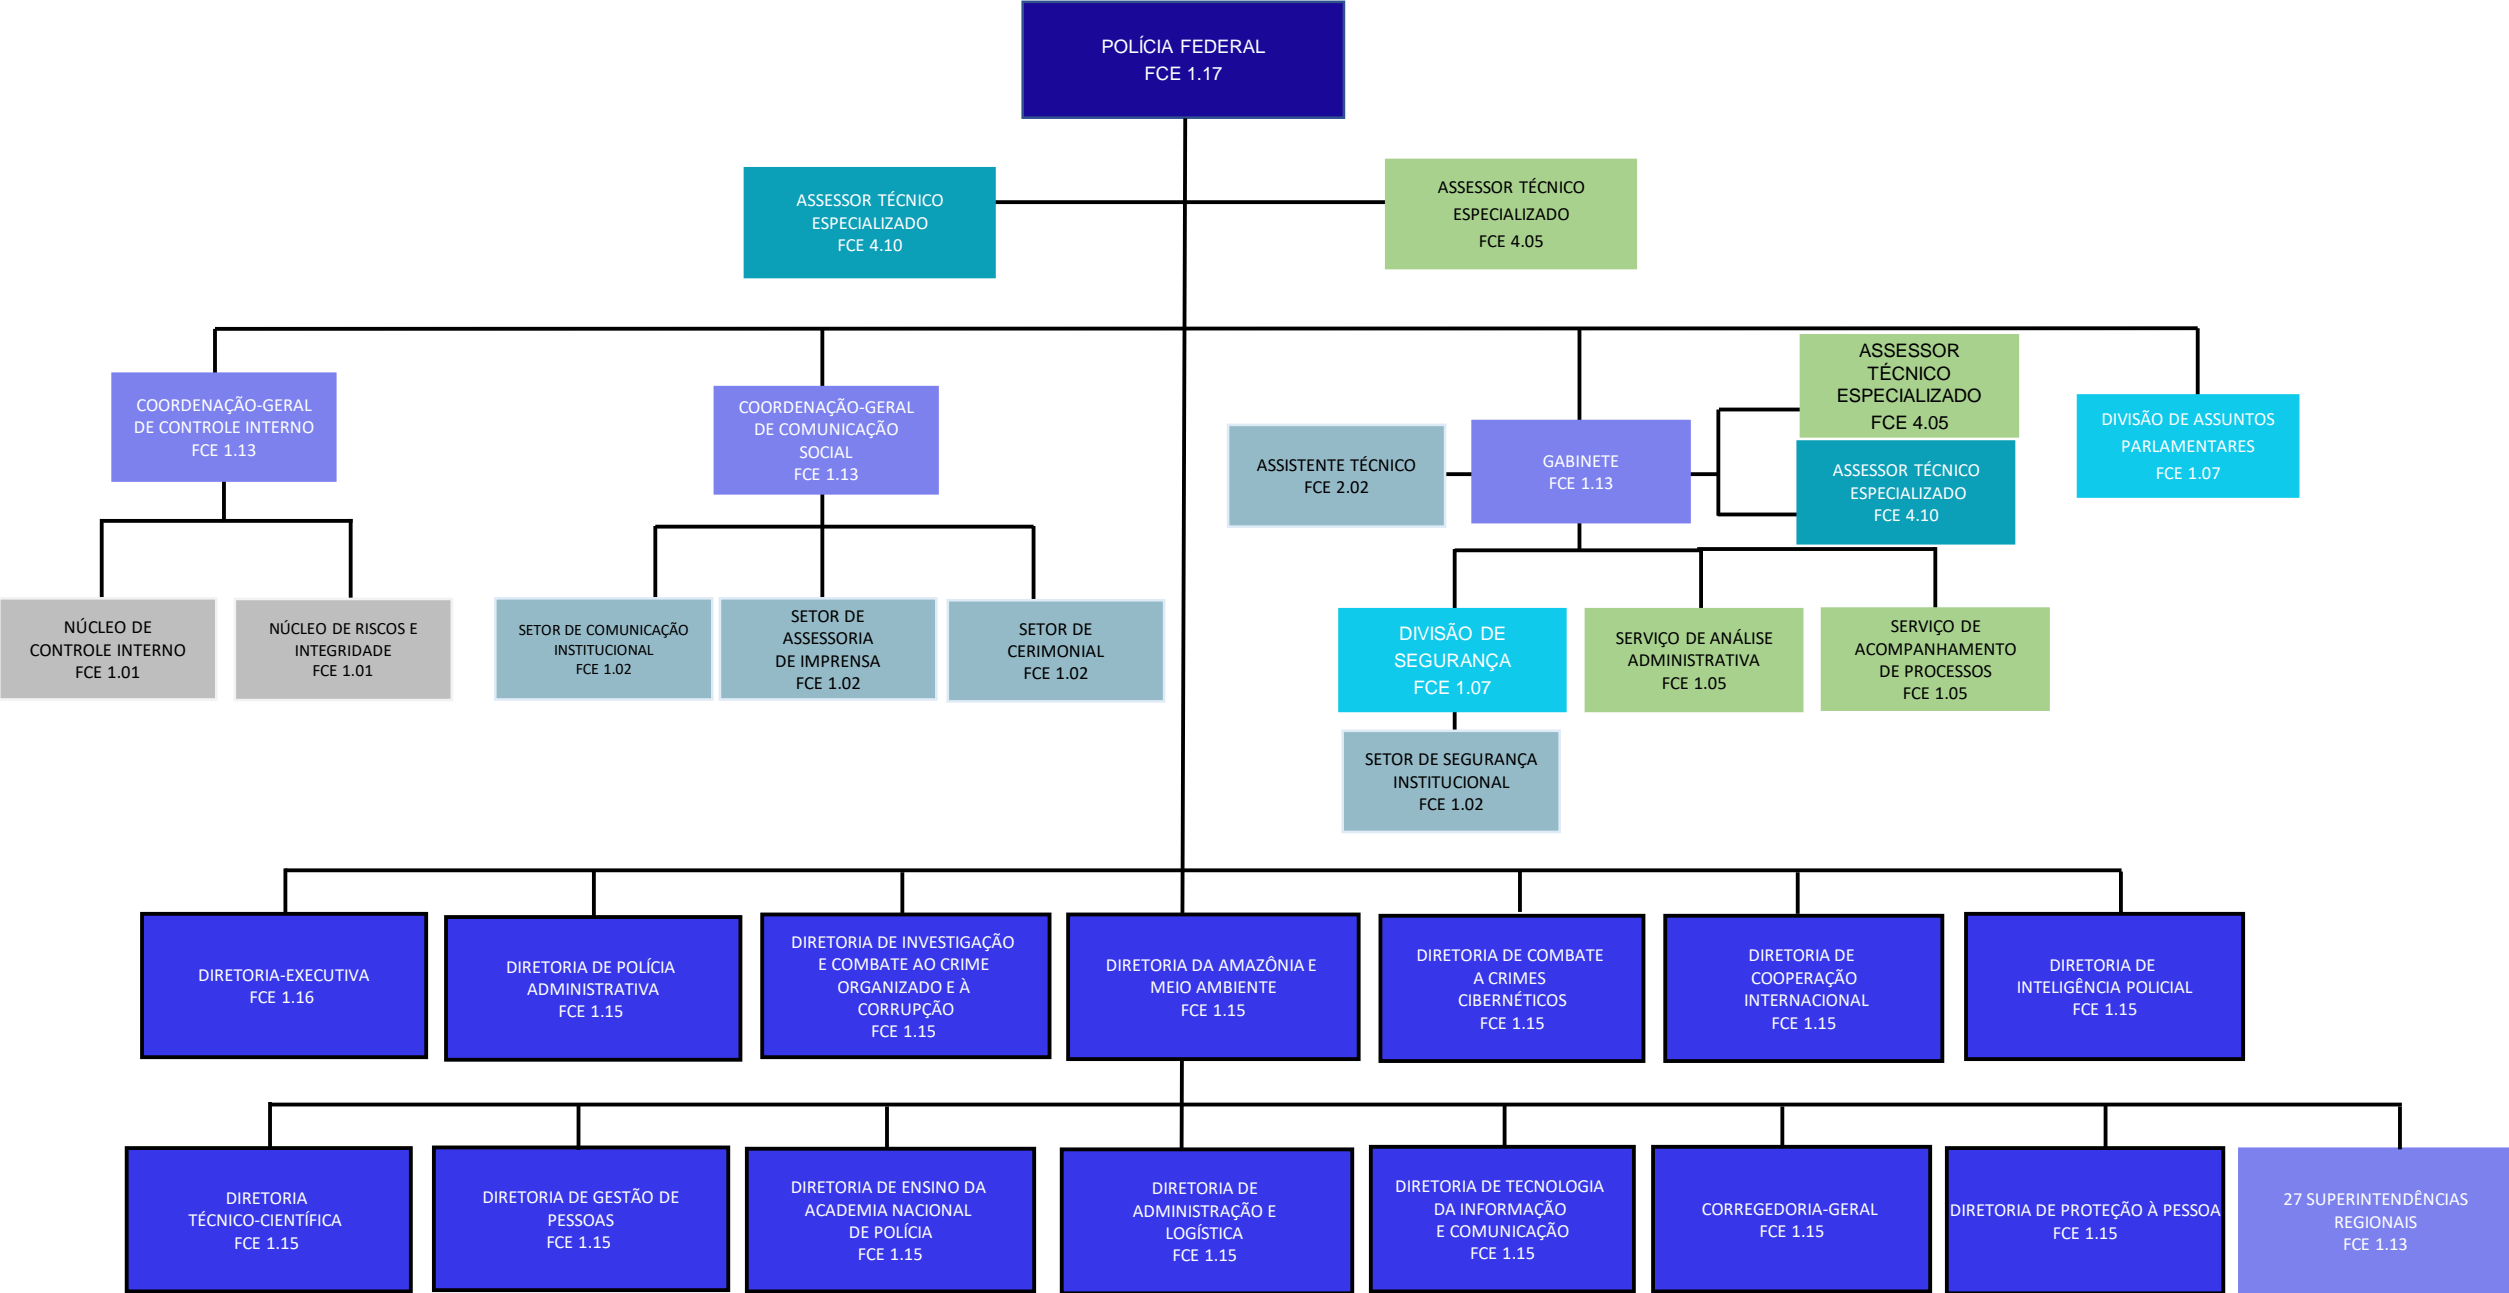 POLÍCIA FEDERAL
FCE 1.17
ASSESSOR TÉCNICO
ESPECIALIZADO
FCE 4.10
ASSESSOR TÉCNICO
ESPECIALIZADO
FCE 4.05
COORDENAÇÃO-GERAL
DE CONTROLE INTERNO
FCE 1.13
COORDENAÇÃO-GERAL
DE COMUNICAÇÃO
SOCIAL
FCE 1.13
ASSISTENTE TÉCNICO
FCE 2.02
GABINETE
FCE 1.13
ASSESSOR
TÉCNICO
ESPECIALIZADO
FCE 4.05
ASSESSOR TÉCNICO
ESPECIALIZADO
FCE 4.10
DIVISÃO DE ASSUNTOS
PARLAMENTARES
FCE 1.07
NÚCLEO DE
CONTROLE INTERNO
FCE 1.01
NÚCLEO DE RISCOS E
INTEGRIDADE
FCE 1.01
SETOR DE COMUNICAÇÃO
INSTITUCIONAL
FCE 1.02
SETOR DE
ASSESSORIA
DE IMPRENSA
FCE 1.02
SETOR DE
CERIMONIAL
FCE 1.02
DIVISÃO DE
SEGURANÇA
FCE 1.07
SERVIÇO DE ANÁLISE
ADMINISTRATIVA
FCE 1.05
SERVIÇO DE
ACOMPANHAMENTO
DE PROCESSOS
FCE 1.05
SETOR DE SEGURANÇA
INSTITUCIONAL
FCE 1.02
DIRETORIA-EXECUTIVA
FCE 1.16
DIRETORIA DE POLÍCIA
ADMINISTRATIVA
FCE 1.15
DIRETORIA DE INVESTIGAÇÃO
E COMBATE AO CRIME
ORGANIZADO E À
CORRUPÇÃO
FCE 1.15
DIRETORIA DA AMAZÔNIA E
MEIO AMBIENTE
FCE 1.15
DIRETORIA DE COMBATE
A CRIMES
CIBERNÉTICOS
FCE 1.15
DIRETORIA DE
COOPERAÇÃO
INTERNACIONAL
FCE 1.15
DIRETORIA DE
INTELIGÊNCIA POLICIAL
FCE 1.15
DIRETORIA
TÉCNICO-CIENTÍFICA
FCE 1.15
DIRETORIA DE GESTÃO DE
PESSOAS
FCE 1.15
DIRETORIA DE ENSINO DA
ACADEMIA NACIONAL
DE POLÍCIA
FCE 1.15
DIRETORIA DE
ADMINISTRAÇÃO E
LOGÍSTICA
FCE 1.15
DIRETORIA DE TECNOLOGIA
DA INFORMAÇÃO
E COMUNICAÇÃO
FCE 1.15
CORREGEDORIA-GERAL
FCE 1.15
DIRETORIA DE PROTEÇÃO À PESSOA
FCE 1.15
27 SUPERINTENDÊNCIAS
REGIONAIS
FCE 1.13